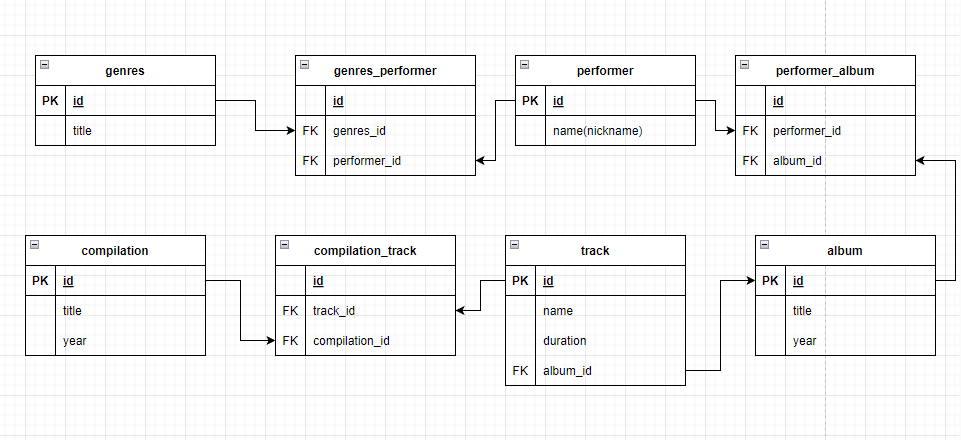 genres
PK id
title
genres_performer
id
FK genres_id
FK performer_id
performer
PK id
name(nickname)
performer_album
id
FK performer_id
FK album_id
compilation
PK id
title
year
compilation_track
id
FK track_id
FK compilation_id
track
PK id
name
duration
FK album_id
album
PK id
title
year